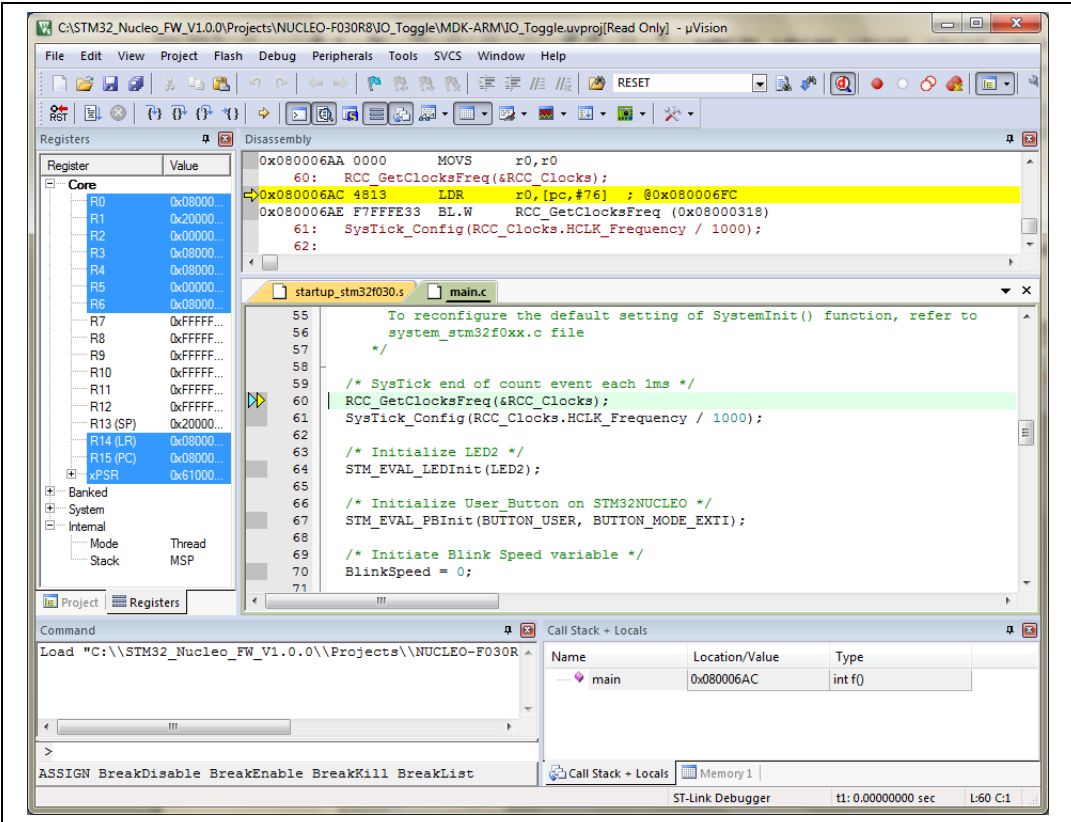 C:\STM32_Nucleo_FW_V1.0.0\Projects\NUCLEO-F030R8\IO_Toggle\MDK-ARM\IO_Toggle.uvproj[Read Only] - µVision
File Edit View Project Flash Debug Peripherals Tools SVCS Window Help
RESET
RST
Registers
Register Value
Core
R0 0x08000...
R1 0x20000...
R2 0x00000...
R3 0x08000...
R4 0x08000...
R5 0x00000...
R6 0x08000...
R7 0xFFFFF...
R8 0xFFFFF...
R9 0xFFFFF...
R10 0xFFFFF...
R11 0xFFFFF...
R12 0xFFFFF...
R13 (SP) 0x20000...
R14 (LR) 0x08000...
R15 (PC) 0x08000...
xPSR 0x61000...
Banked
System
Internal
Mode Thread
Stack MSP
Project Registers
Disassembly
0x080006AA 0000 MOVS r0,r0
60: RCC_GetClocksFreq(&RCC_Clocks);
0x080006AC 4813 LDR r0,[pc,#76] ; @0x080006FC
0x080006AE F7FFFE33 BL.W RCC_GetClocksFreq (0x08000318)
61: SysTick_Config(RCC_Clocks.HCLK_Frequency / 1000);
62:
startup_stm32f030.s main.c
55 To reconfigure the default setting of SystemInit() function, refer to
56 system_stm32f0xx.c file
57 */
58
59 /* SysTick end of count event each 1ms */
60 RCC_GetClocksFreq(&RCC_Clocks);
61 SysTick_Config(RCC_Clocks.HCLK_Frequency / 1000);
62
63 /* Initialize LED2 */
64 STM_EVAL_LEDInit(LED2);
65
66 /* Initialize User_Button on STM32NUCLEO */
67 STM_EVAL_PBInit(BUTTON_USER, BUTTON_MODE_EXTI);
68
69 /* Initiate Blink Speed variable */
70 BlinkSpeed = 0;
71
Command
Load "C:\\STM32_Nucleo_FW_V1.0.0\\Projects\\NUCLEO-F030R
>
ASSIGN BreakDisable BreakEnable BreakKill BreakList
Call Stack + Locals
Name Location/Value Type
main 0x080006AC int f()
Call Stack + Locals Memory 1
ST-Link Debugger t1: 0.00000000 sec L:60 C:1